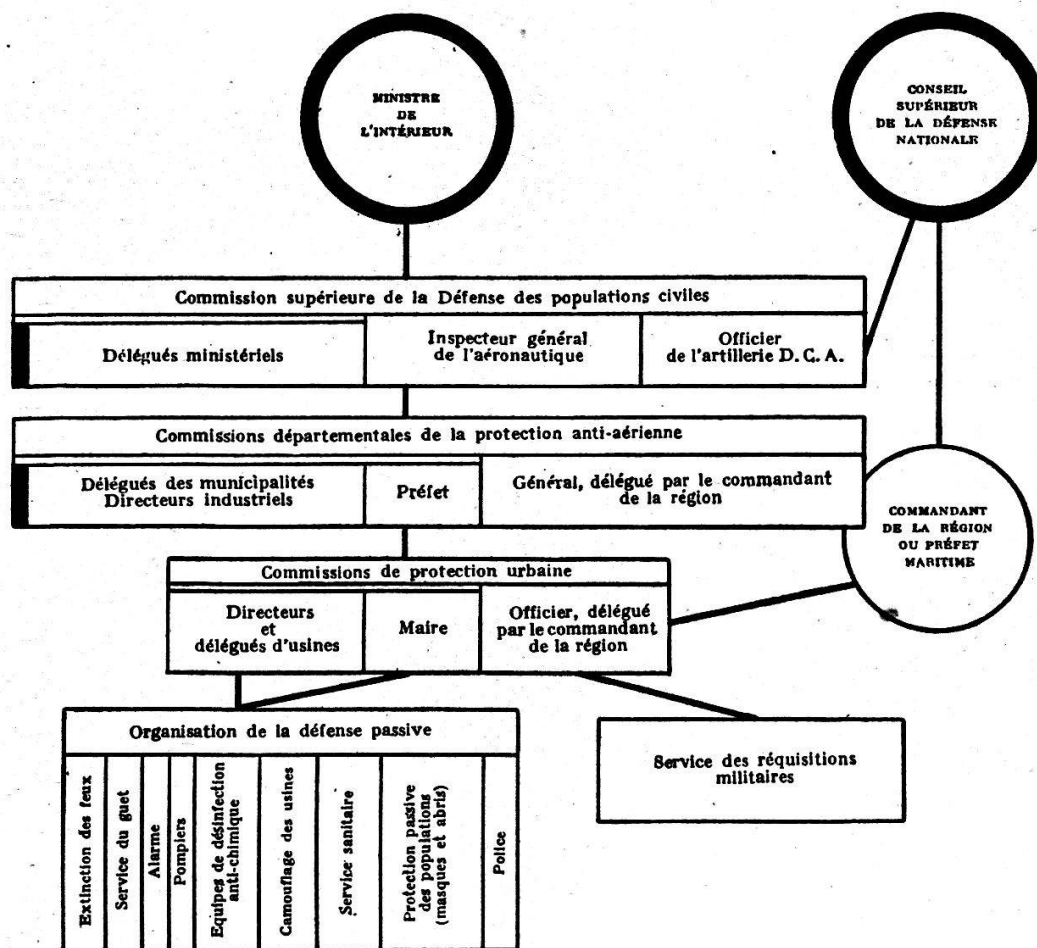 MINISTRE
DE
L'INTÉRIEUR
CONSEIL
SUPÉRIEUR
DE LA DÉFENSE
NATIONALE
Commission supérieure de la Défense des populations civiles
Délégués ministériels
Inspecteur général
de l'aéronautique
Officier
de l'artillerie D. C. A.
Commissions départementales de la protection anti-aérienne
Délégués des municipalités
Directeurs industriels
Préfet
Général, délégué par le commandant
de la région
COMMANDANT
DE LA RÉGION
OU PRÉFET
MARITIME
Commissions de protection urbaine
Directeurs
et
délégués d'usines
Maire
Officier, délégué
par le commandant
de la région
Organisation de la défense passive
Extinction des feux
Service du guet
Alarme
Pompiers
Equipes de désinfection
anti-chimique
Camouflage des usines
Service sanitaire
Protection passive
des populations
(masques et abris)
Police
Service des réquisitions
militaires